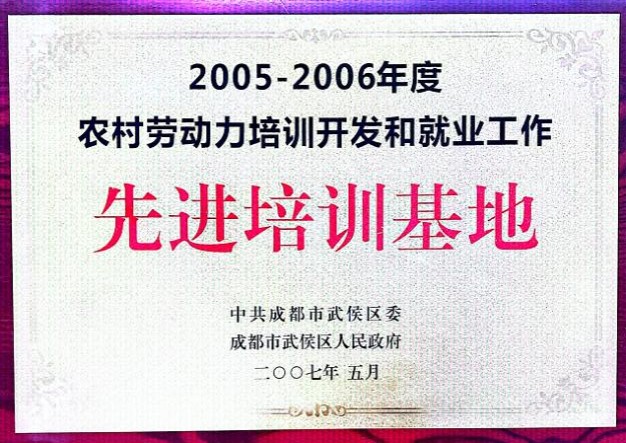 2005-2006年度
农村劳动力培训开发和就业工作
先进培训基地
中共成都市武侯区委
成都市武侯区人民政府
二〇〇七年 五月